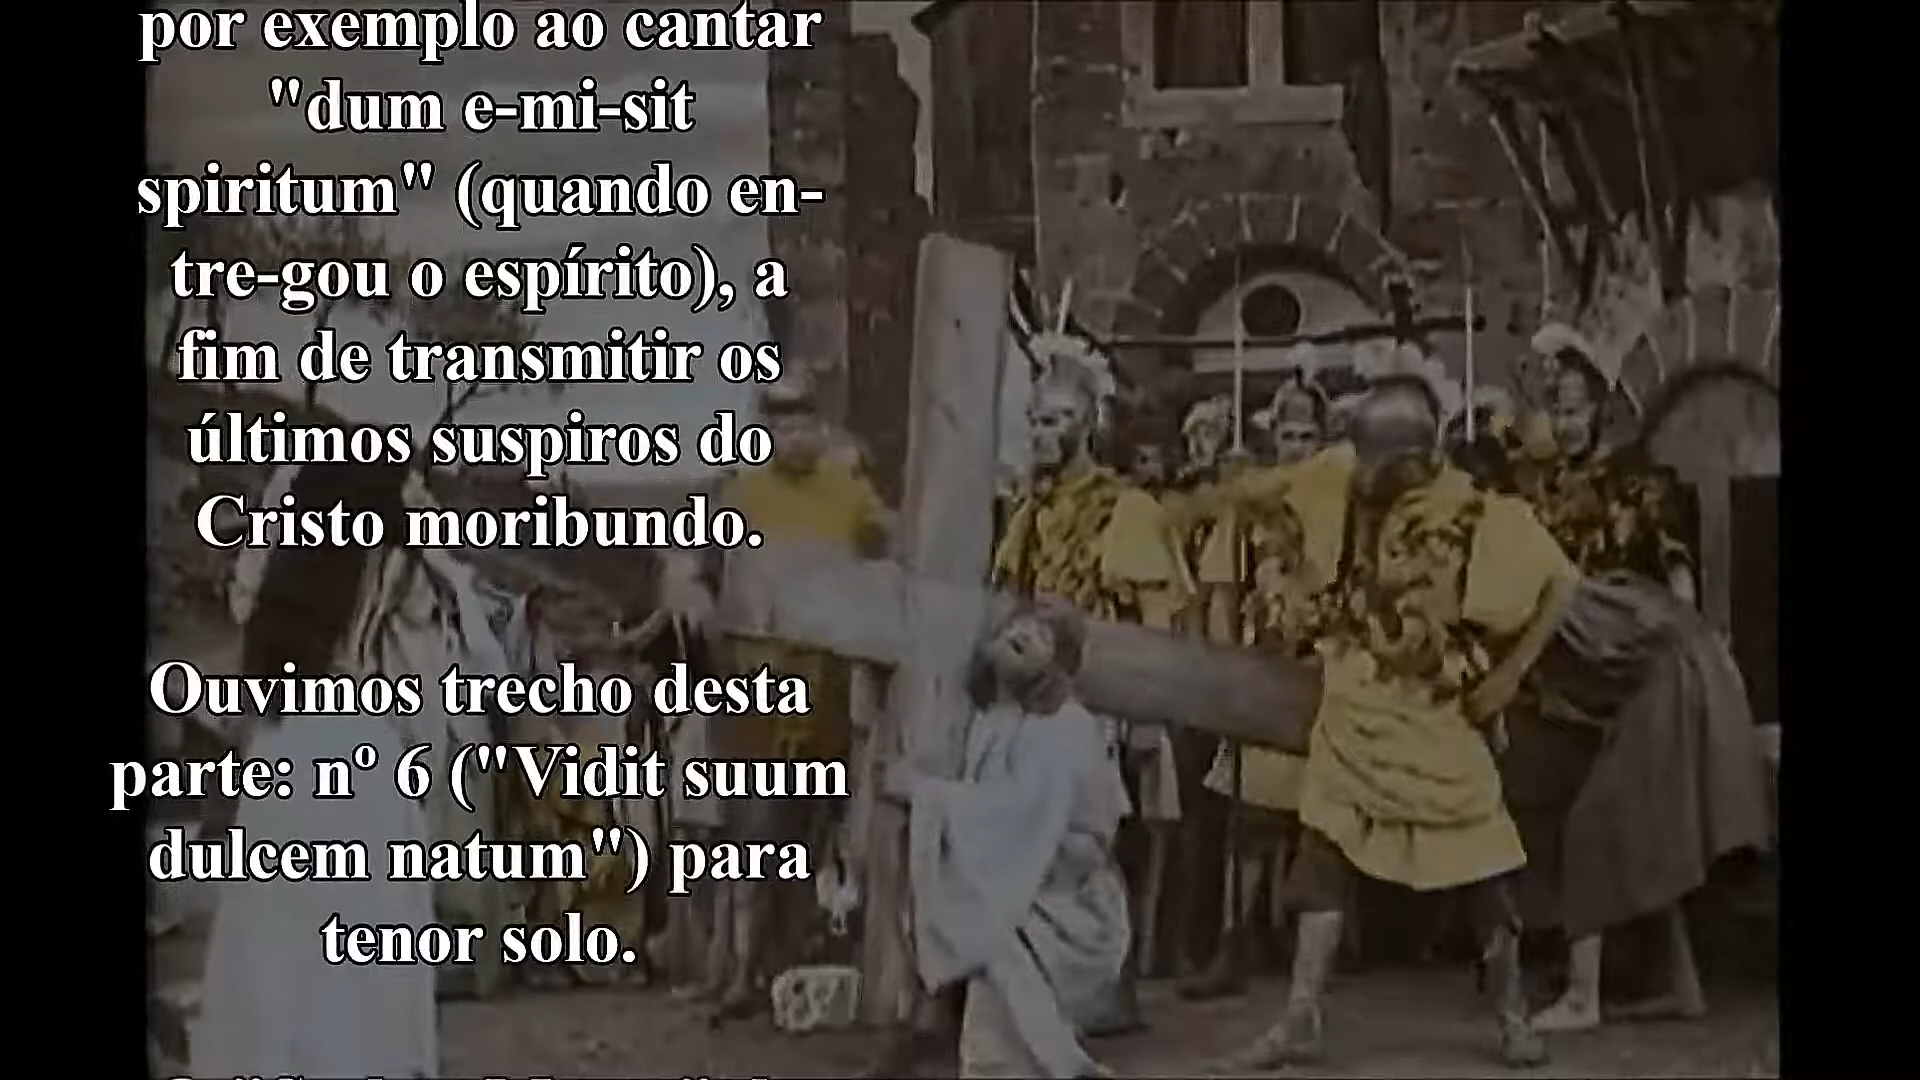 por exemplo ao cantar
"dum e-mi-sit
spiritum" (quando en-
tre-gou o espírito), a
fim de transmitir os
últimos suspiros do
Cristo moribundo.
Ouvimos trecho desta
parte: nº 6 ("Vidit suum
dulcem natum") para
tenor solo.